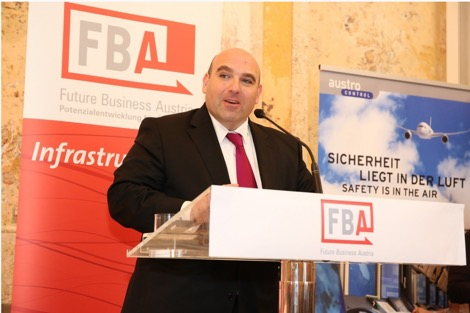 FBA
Future Business Austria
Potenzialentwicklung
Infrastru
austro
CONTROL
SICHERHEIT
LIEGT IN DER LUFT
SAFETY IS IN THE AIR
FBA
Future Business Austria